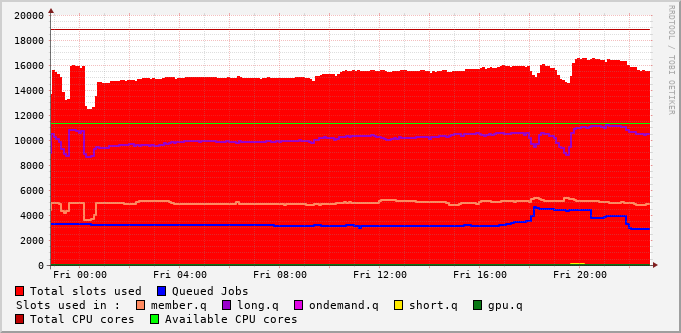 20000
18000
16000
14000
12000
10000
8000
6000
4000
2000
0
Fri 00:00 Fri 04:00 Fri 08:00 Fri 12:00 Fri 16:00 Fri 20:00
RRDTOOL / TOBI OETIKER
Total slots used Queued Jobs
Slots used in : member.q long.q ondemand.q short.q gpu.q
Total CPU cores Available CPU cores